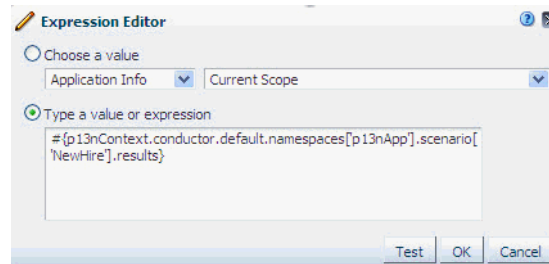 Expression Editor
Choose a value
Application Info Current Scope
Type a value or expression
#{p13nContext.conductor.default.namespaces['p13nApp'].scenario[
'NewHire'].results}
Test OK Cancel